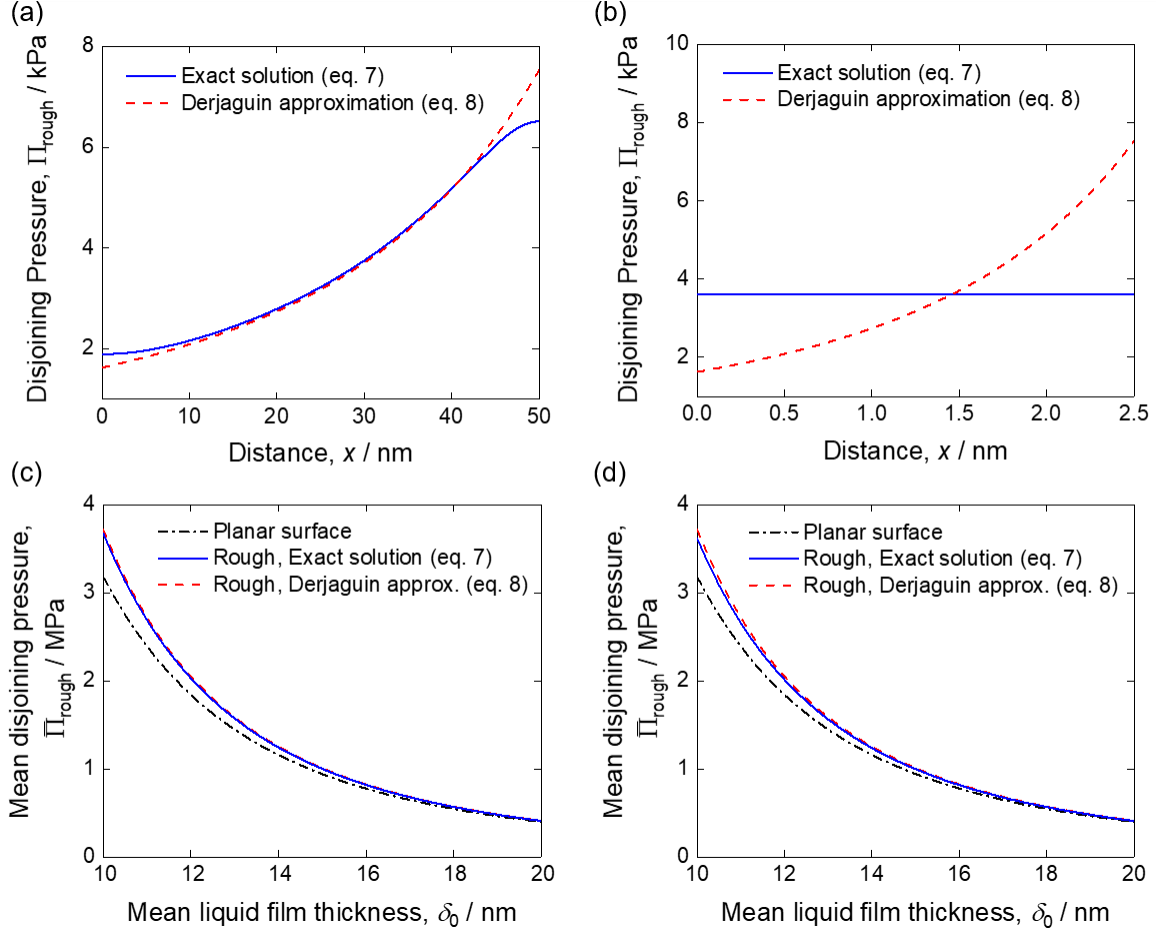 (a)
Disjoining Pressure, Πrough / kPa
8
6
4
2
0
10
20
30
40
50
Exact solution (eq. 7)
Derjaguin approximation (eq. 8)
Distance, x / nm
(b)
Disjoining Pressure, Πrough / kPa
10
8
6
4
2
0.0
0.5
1.0
1.5
2.0
2.5
Exact solution (eq. 7)
Derjaguin approximation (eq. 8)
Distance, x / nm
(c)
Mean disjoining pressure,
Π̅rough / MPa
4
3
2
1
0
10
12
14
16
18
20
Planar surface
Rough, Exact solution (eq. 7)
Rough, Derjaguin approx. (eq. 8)
Mean liquid film thickness, δ0 / nm
(d)
Mean disjoining pressure,
Π̅rough / MPa
4
3
2
1
0
10
12
14
16
18
20
Planar surface
Rough, Exact solution (eq. 7)
Rough, Derjaguin approx. (eq. 8)
Mean liquid film thickness, δ0 / nm